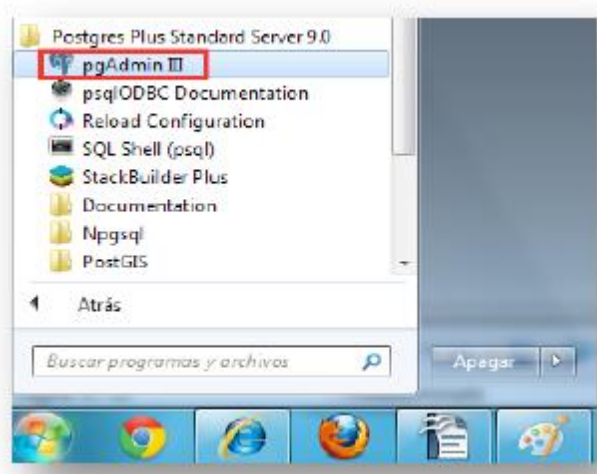 Postgres Plus Standard Server 9.0
pgAdmin III
psqlODBC Documentation
Reload Configuration
SQL Shell (psql)
StackBuilder Plus
Documentation
Npgsql
PostGIS
Atrás
Buscar programas y archivos
Apagar